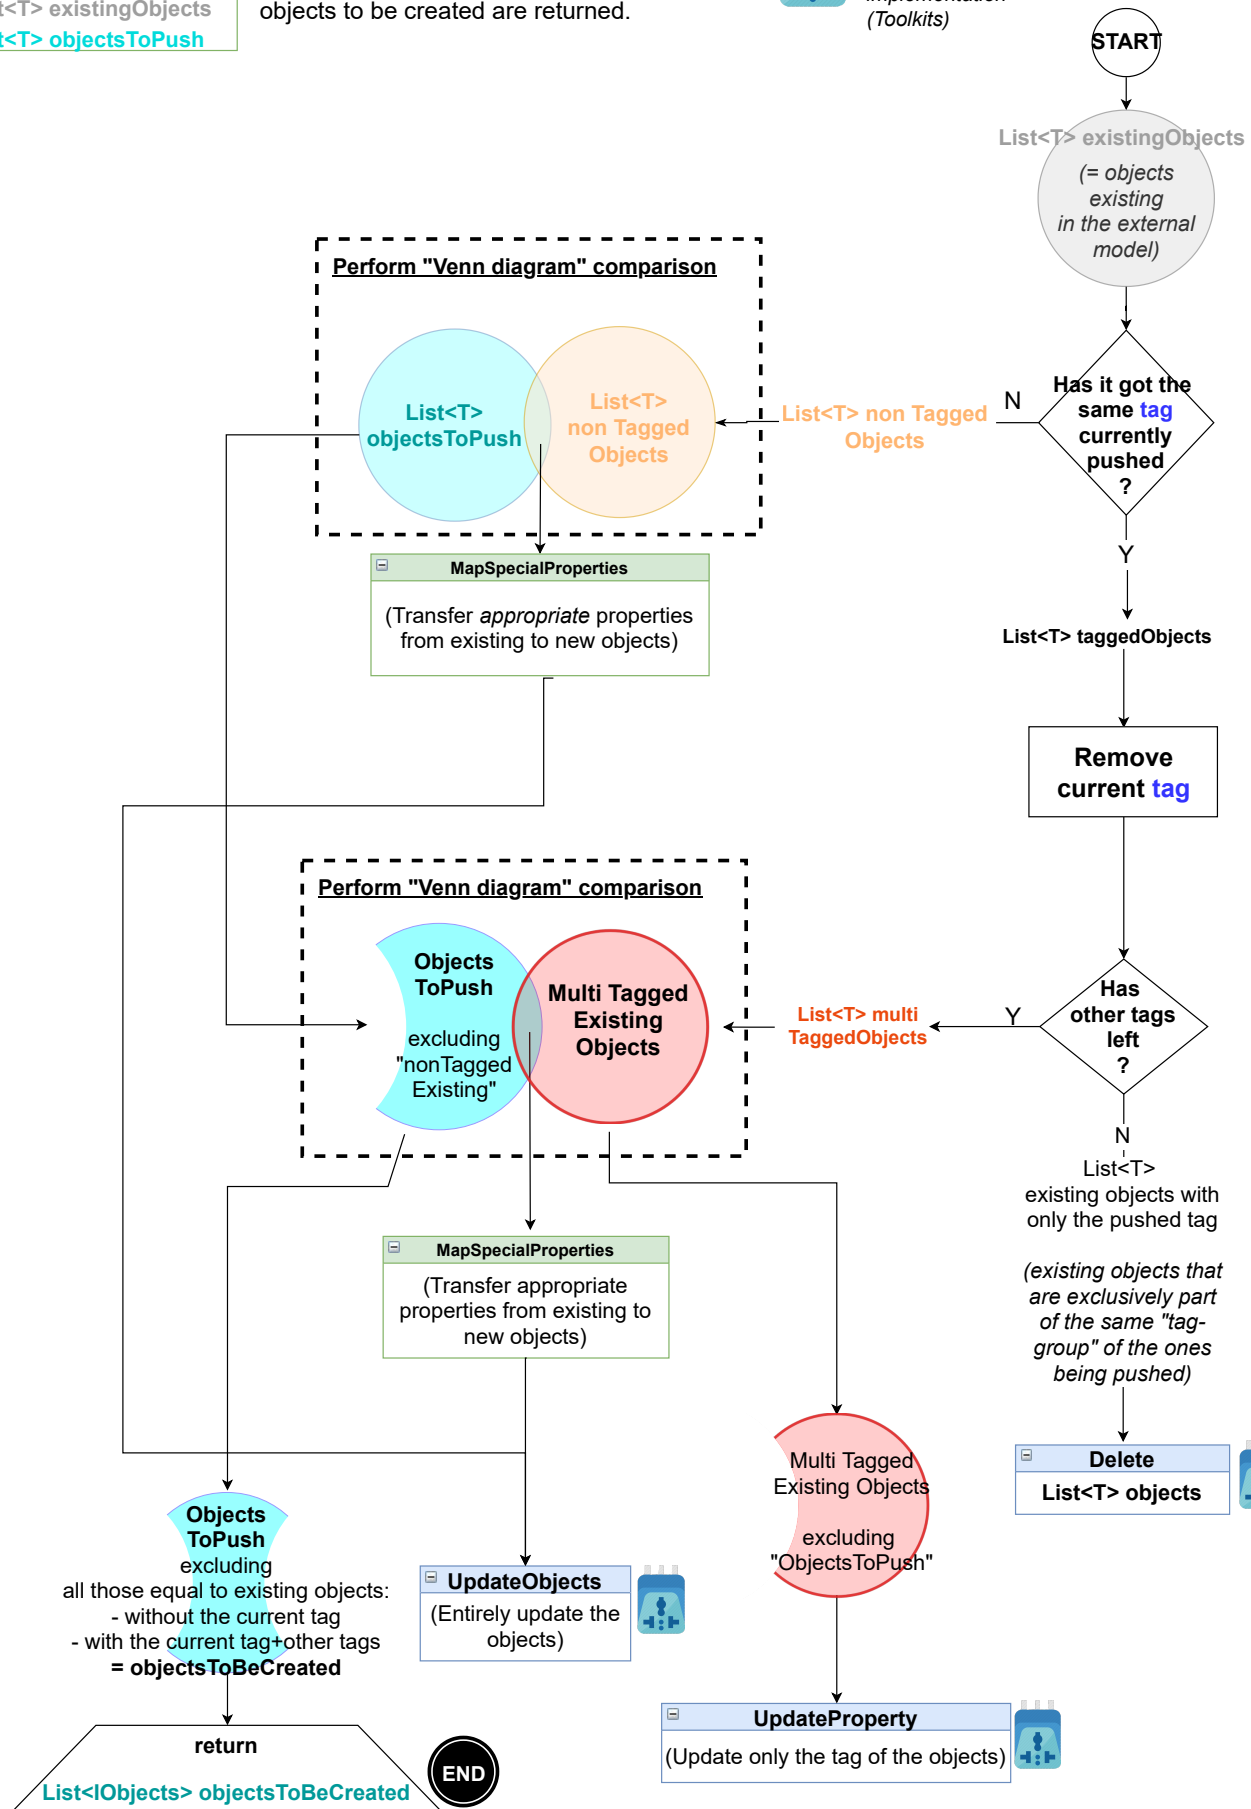 <T> existingObjects
<T> objectsToPush
objects to be created are returned.
Implementation
(Toolkits)
START
List<T> existingObjects
(= objects
existing
in the external
model)
Perform "Venn diagram" comparison
List<T>
objectsToPush
List<T>
non Tagged
Objects
List<T> non Tagged
Objects
N
Has it got the
same tag
currently
pushed
?
Y
MapSpecialProperties
(Transfer appropriate properties
from existing to new objects)
List<T> taggedObjects
Remove
current tag
Perform "Venn diagram" comparison
Objects
ToPush
excluding
"nonTagged
Existing"
Multi Tagged
Existing
Objects
List<T> multi
TaggedObjects
Y
Has
other tags
left
?
N
List<T>
existing objects with
only the pushed tag
(existing objects that
are exclusively part
of the same "tag-
group" of the ones
being pushed)
MapSpecialProperties
(Transfer appropriate
properties from existing to
new objects)
Delete
List<T> objects
Multi Tagged
Existing Objects
excluding
"ObjectsToPush"
Objects
ToPush
excluding
all those equal to existing objects:
- without the current tag
- with the current tag+other tags
= objectsToBeCreated
UpdateObjects
(Entirely update the
objects)
UpdateProperty
(Update only the tag of the objects)
return
List<IObjects> objectsToBeCreated
END